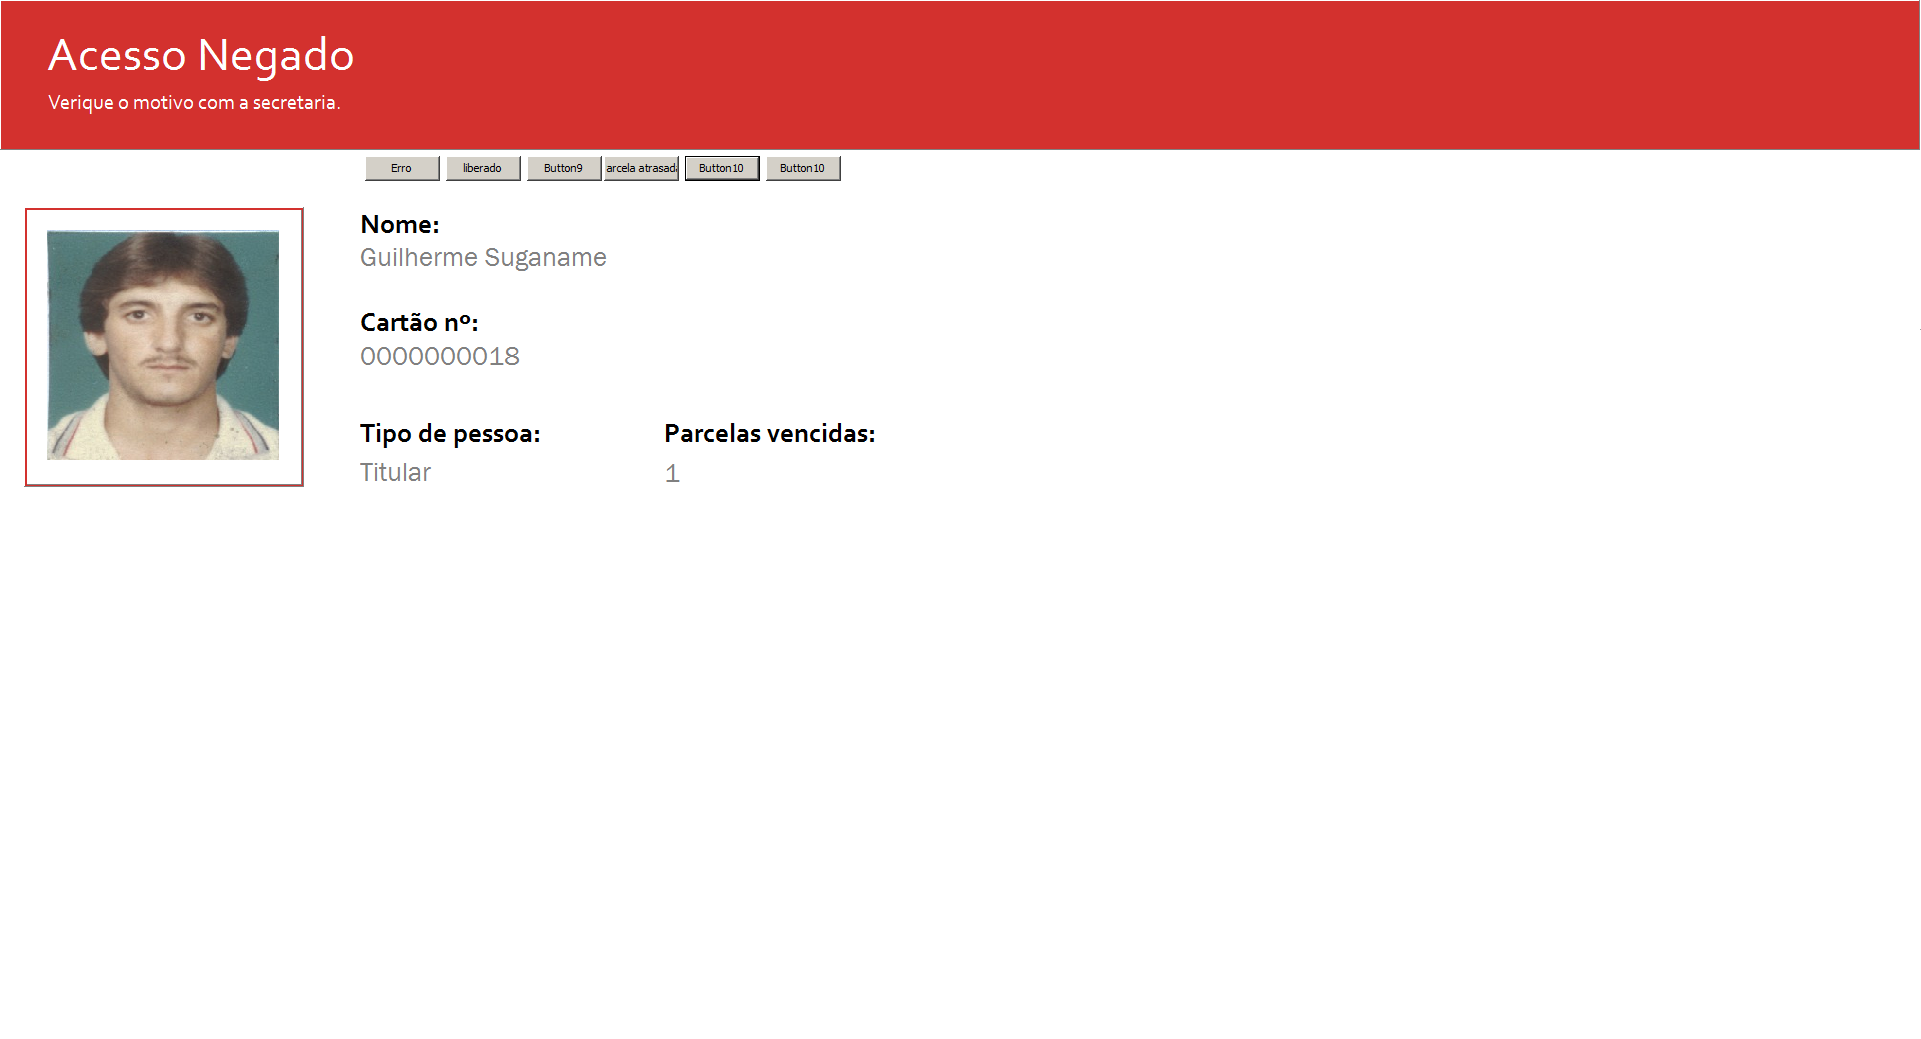 Acesso Negado
Verique o motivo com a secretaria.
Erro liberado Button9 arcela atrasada Button10 Button10
Nome:
Guilherme Suganame
Cartão nº:
0000000018
Tipo de pessoa: Parcelas vencidas:
Titular 1